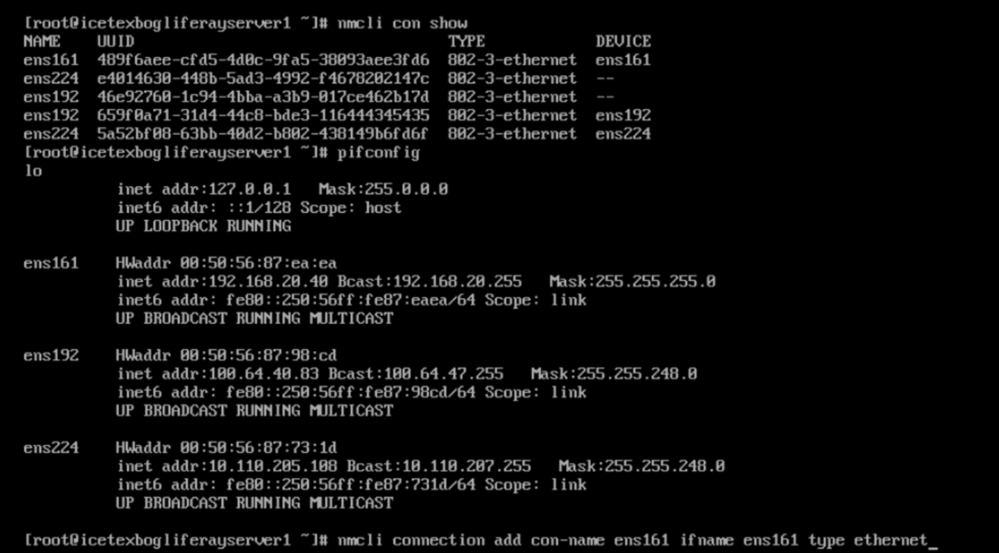 [root@icetexbogliferayserver1 ~]# nmcli con show
NAME    UUID                                  TYPE            DEVICE
ens161  489f6aee-cfd5-4d0c-9fa5-38093aee3fd6  802-3-ethernet  ens161
ens224  e4014630-448b-5ad3-4992-f4678202147c  802-3-ethernet  --
ens192  46e92760-1c94-4bba-a3b9-017ce462b17d  802-3-ethernet  --
ens192  659f0a71-31d4-44c8-bde3-116444345435  802-3-ethernet  ens192
ens224  5a52bf08-63bb-40d2-b802-438149b6fd6f  802-3-ethernet  ens224
[root@icetexbogliferayserver1 ~]# pifconfig
lo
          inet addr:127.0.0.1   Mask:255.0.0.0
          inet6 addr: ::1/128 Scope: host
          UP LOOPBACK RUNNING
ens161    HWaddr 00:50:56:87:ea:ea
          inet addr:192.168.20.40 Bcast:192.168.20.255   Mask:255.255.255.0
          inet6 addr: fe80::250:56ff:fe87:eaea/64 Scope: link
          UP BROADCAST RUNNING MULTICAST
ens192    HWaddr 00:50:56:87:98:cd
          inet addr:100.64.40.83 Bcast:100.64.47.255   Mask:255.255.248.0
          inet6 addr: fe80::250:56ff:fe87:98cd/64 Scope: link
          UP BROADCAST RUNNING MULTICAST
ens224    HWaddr 00:50:56:87:73:1d
          inet addr:10.110.205.108 Bcast:10.110.207.255   Mask:255.255.248.0
          inet6 addr: fe80::250:56ff:fe87:731d/64 Scope: link
          UP BROADCAST RUNNING MULTICAST
[root@icetexbogliferayserver1 ~]# nmcli connection add con-name ens161 ifname ens161 type ethernet_